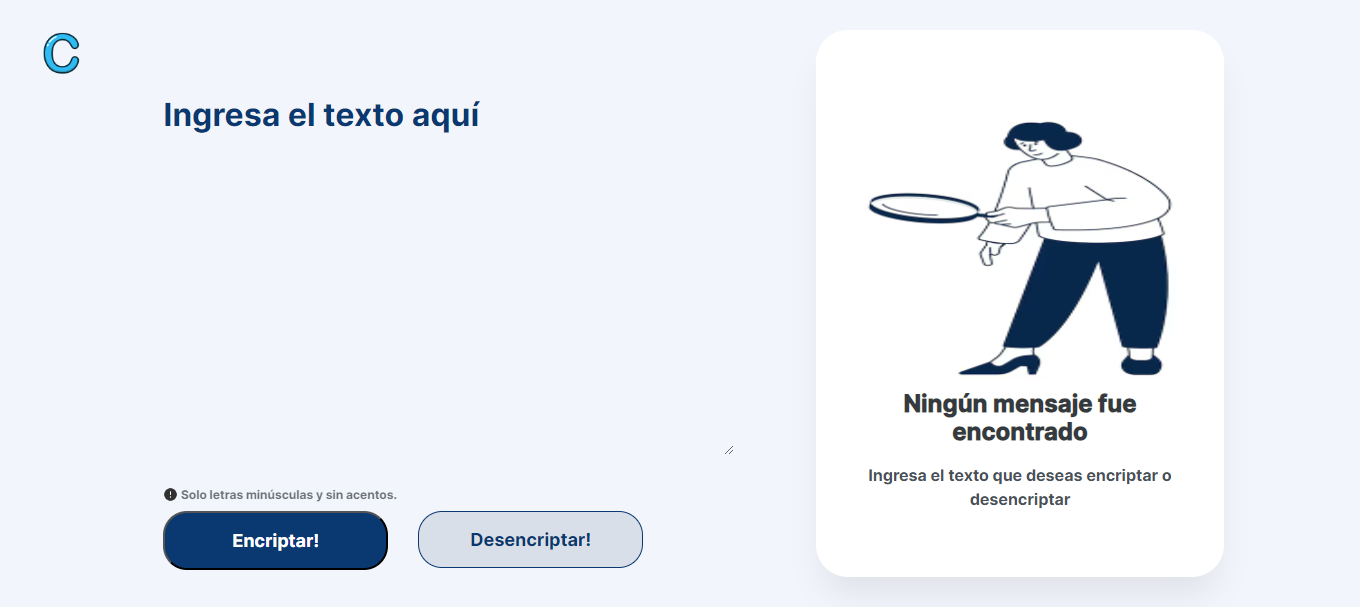 C
Ingresa el texto aquí
Solo letras minúsculas y sin acentos.
Encriptar!
Desencriptar!
Ningún mensaje fue
encontrado
Ingresa el texto que deseas encriptar o
desencriptar